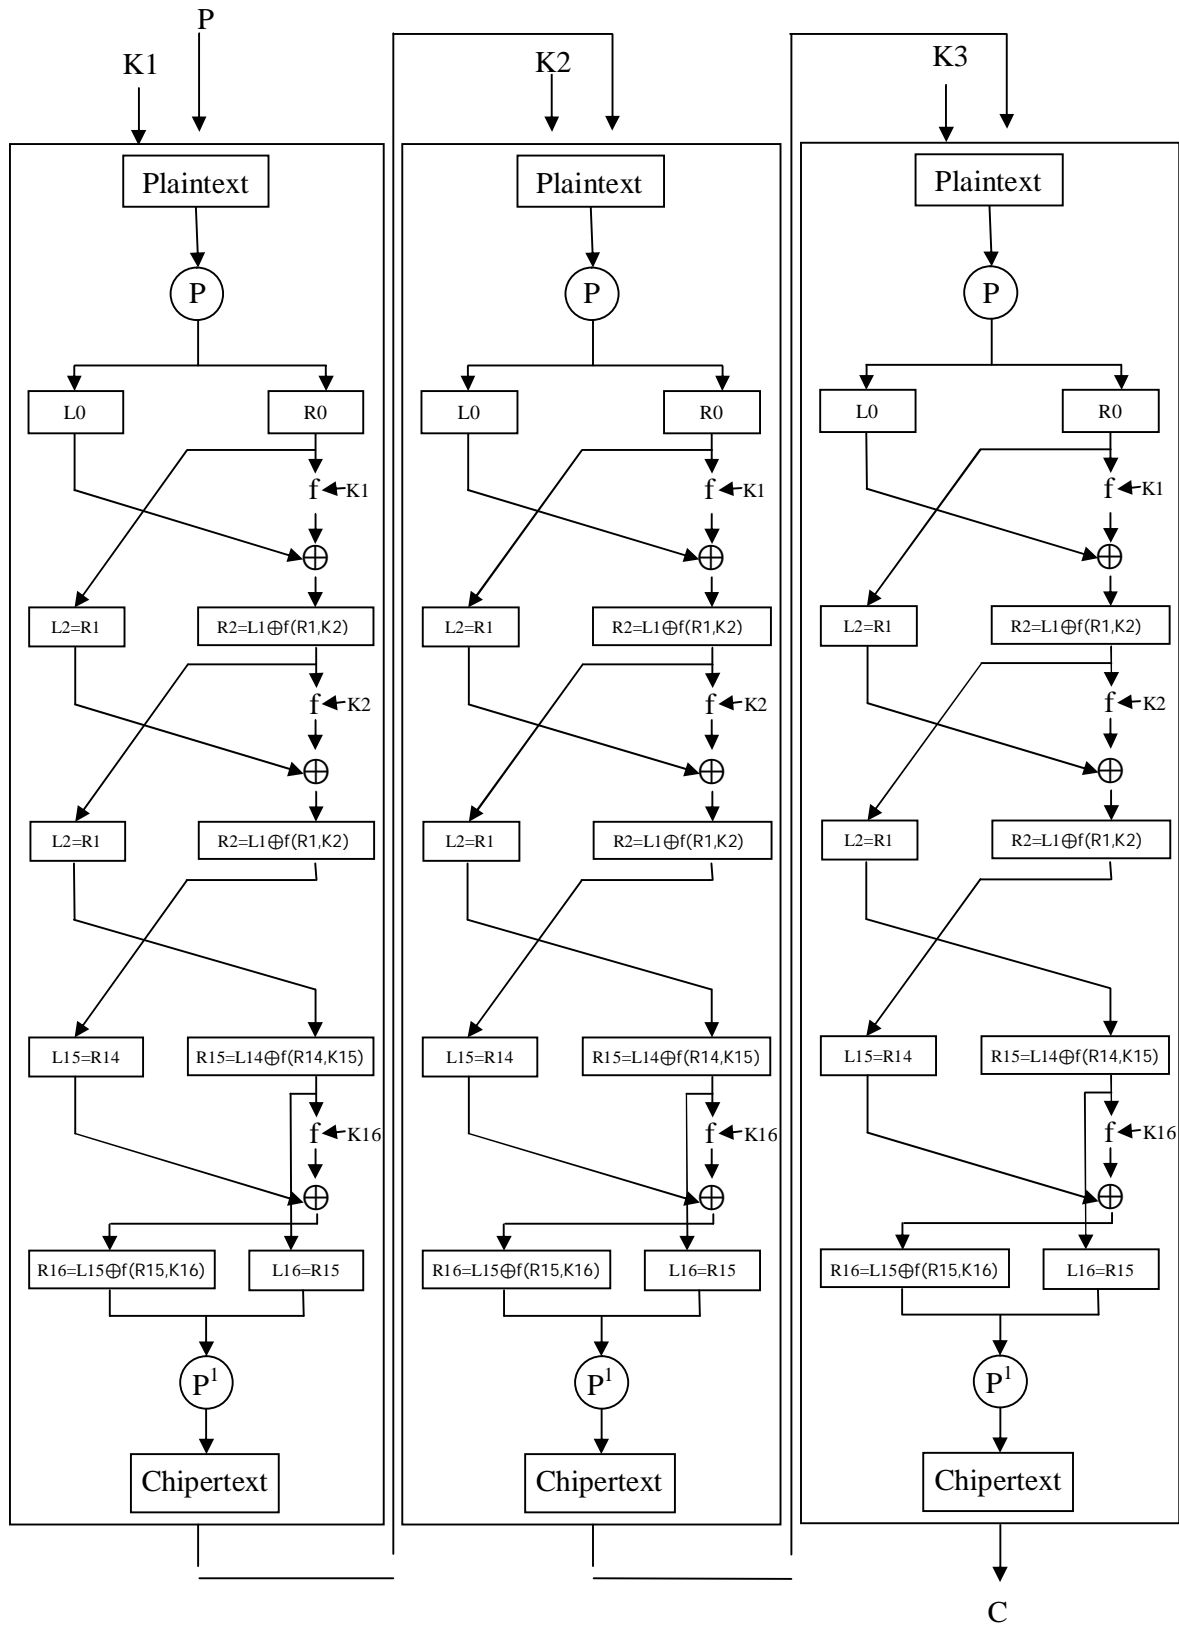 P
K1
Plaintext
P
L0
R0
f
K1
L2=R1
R2=L1⊕f(R1,K2)
f
K2
L2=R1
R2=L1⊕f(R1,K2)
L15=R14
R15=L14⊕f(R14,K15)
f
K16
R16=L15⊕f(R15,K16)
L16=R15
P¹
Chipertext
K2
Plaintext
P
L0
R0
f
K1
L2=R1
R2=L1⊕f(R1,K2)
f
K2
L2=R1
R2=L1⊕f(R1,K2)
L15=R14
R15=L14⊕f(R14,K15)
f
K16
R16=L15⊕f(R15,K16)
L16=R15
P¹
Chipertext
K3
Plaintext
P
L0
R0
f
K1
L2=R1
R2=L1⊕f(R1,K2)
f
K2
L2=R1
R2=L1⊕f(R1,K2)
L15=R14
R15=L14⊕f(R14,K15)
f
K16
R16=L15⊕f(R15,K16)
L16=R15
P¹
Chipertext
C